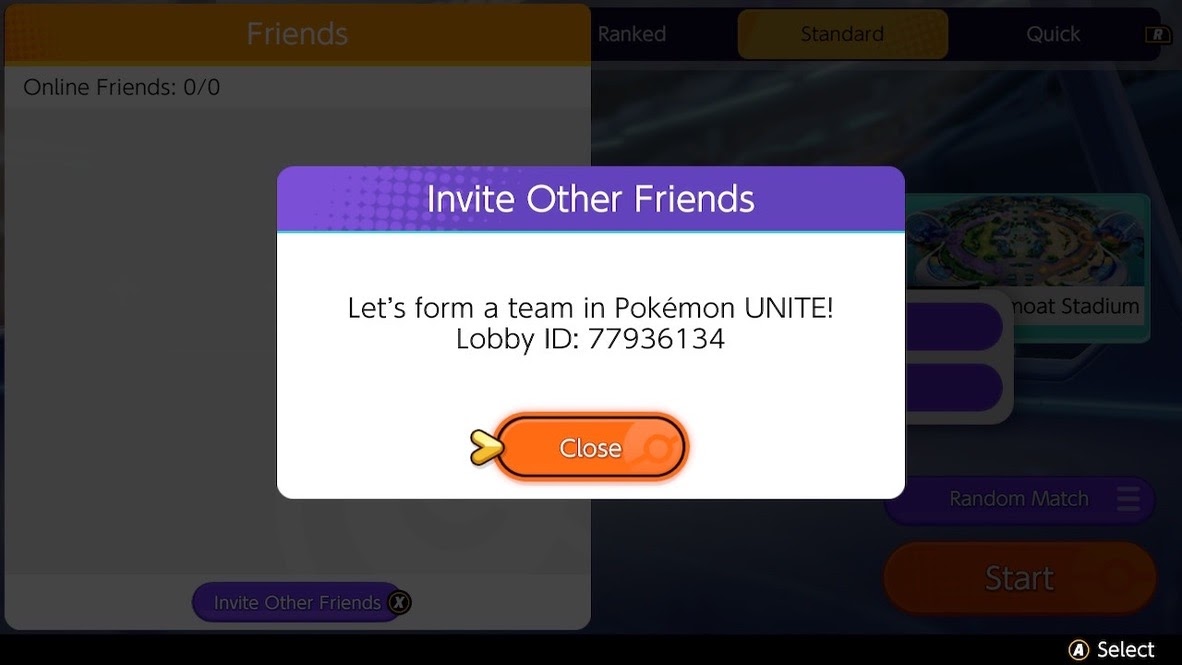 Friends
Ranked
Standard
Quick
R
Online Friends: 0/0
Invite Other Friends
Let's form a team in Pokémon UNITE!
Lobby ID: 77936134
moat Stadium
Close
Random Match
Start
Invite Other Friends X
A Select